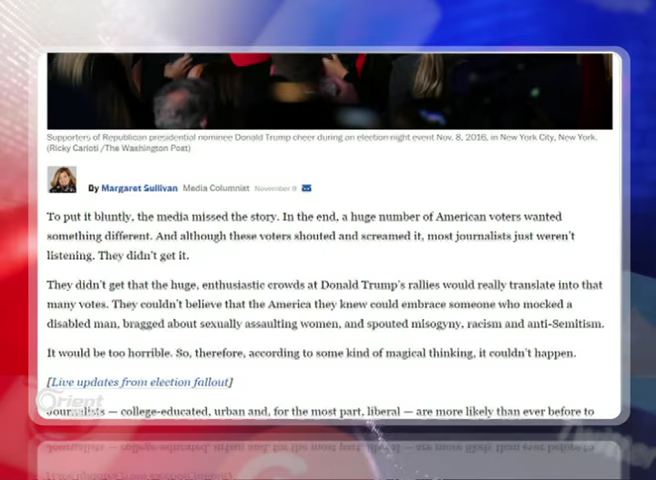 Supporters of Republican presidential nominee Donald Trump cheer during an election night event Nov. 8, 2016, in New York City, New York.
(Ricky Carioti /The Washington Post)
By Margaret Sullivan Media Columnist November 9
To put it bluntly, the media missed the story. In the end, a huge number of American voters wanted
something different. And although these voters shouted and screamed it, most journalists just weren't
listening. They didn't get it.
They didn't get that the huge, enthusiastic crowds at Donald Trump's rallies would really translate into that
many votes. They couldn't believe that the America they knew could embrace someone who mocked a
disabled man, bragged about sexually assaulting women, and spouted misogyny, racism and anti-Semitism.
It would be too horrible. So, therefore, according to some kind of magical thinking, it couldn't happen.
[Live updates from election fallout]
Orient
Journalists — college-educated, urban and, for the most part, liberal — are more likely than ever before to